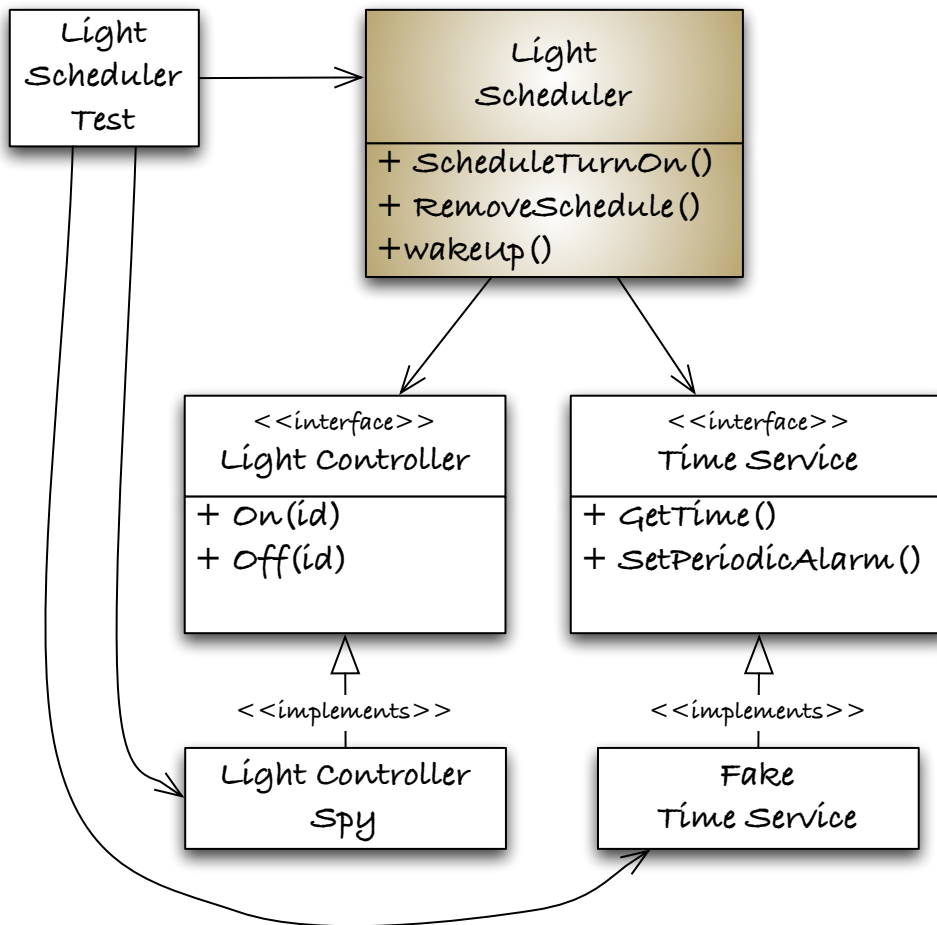 Light
Scheduler
Test
Light
Scheduler
+ ScheduleTurnOn()
+ RemoveSchedule()
+wakeUp()
<<interface>>
Light Controller
+ On(id)
+ Off(id)
<<interface>>
Time Service
+ GetTime()
+ SetPeriodicAlarm()
<<implements>>
<<implements>>
Light Controller
Spy
Fake
Time Service